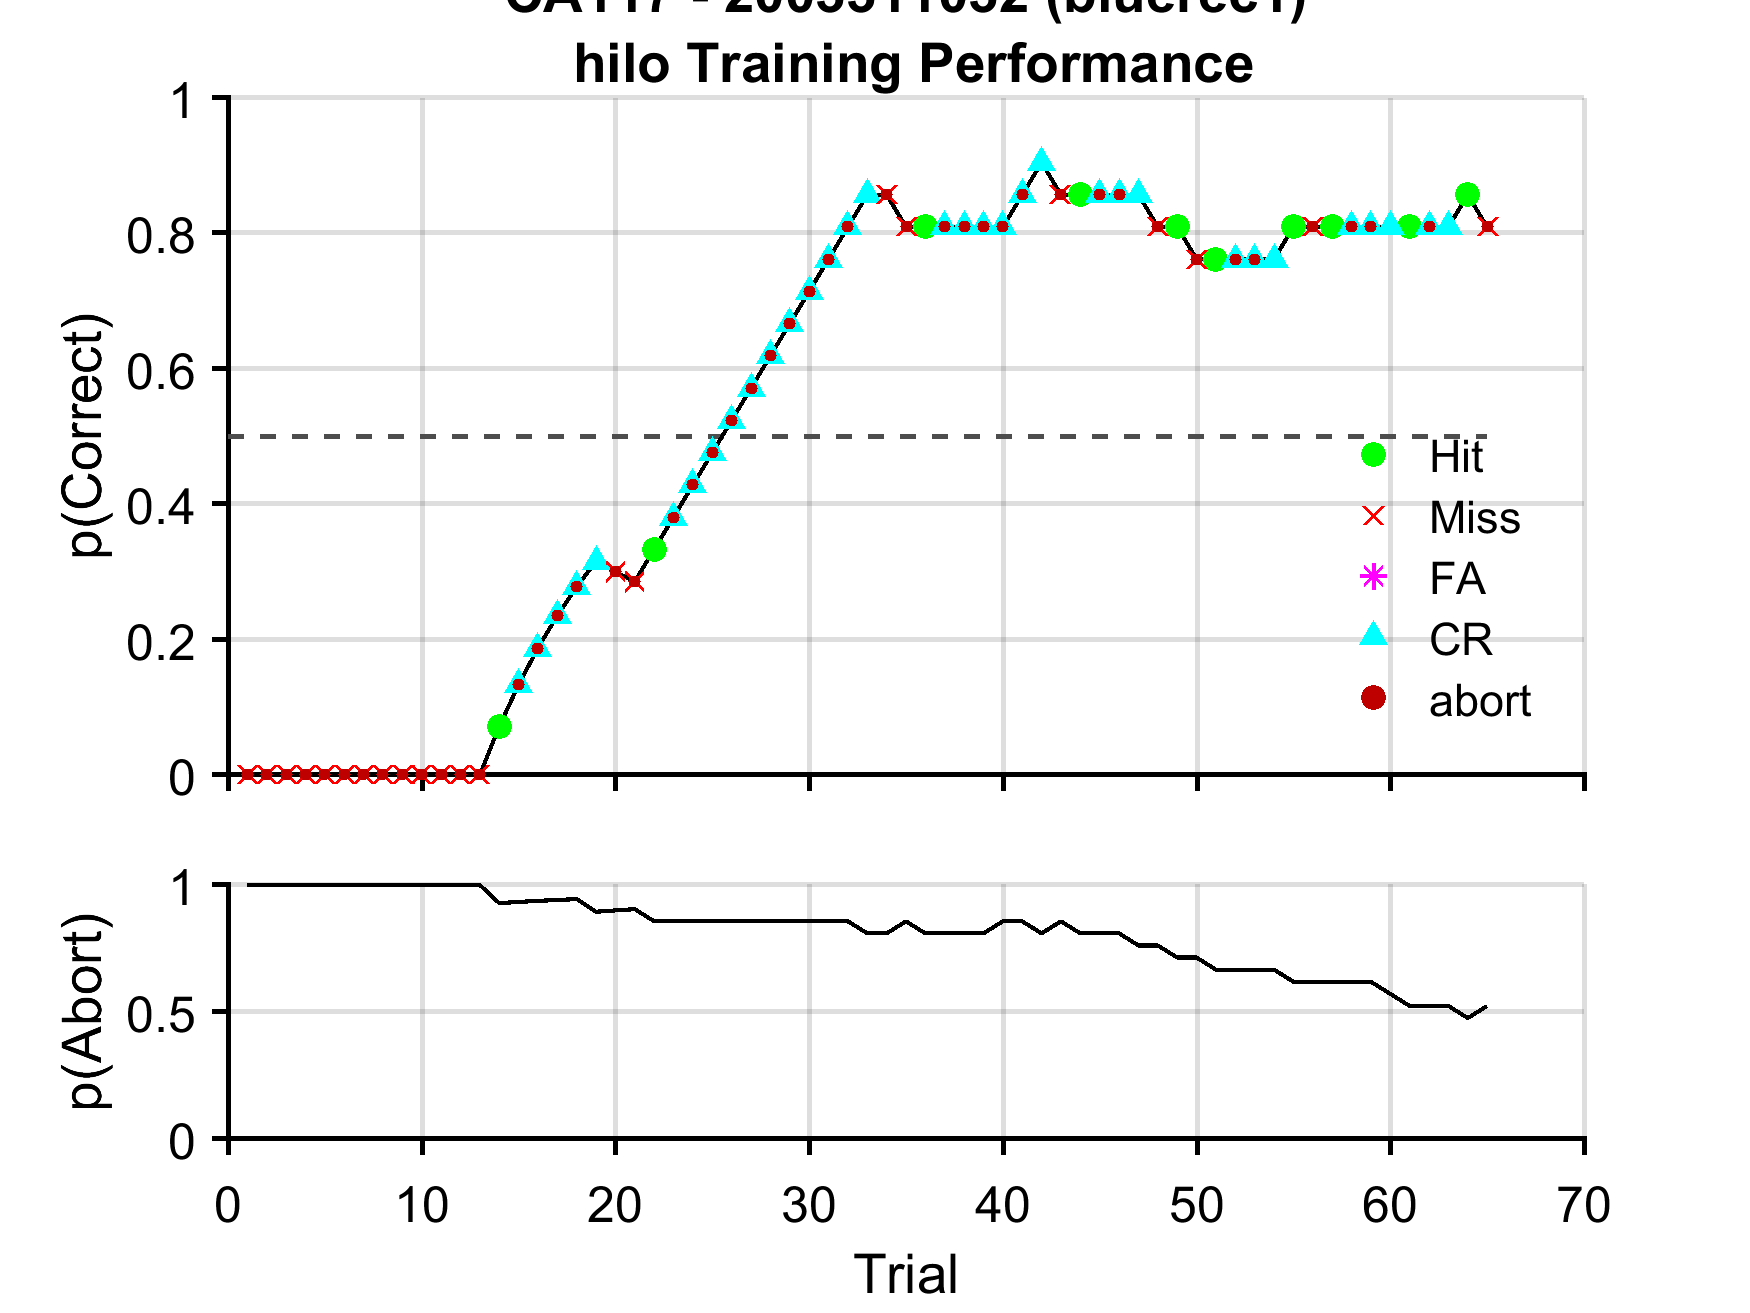 hilo Training Performance
1
0.8
0.6
0.4
0.2
0
p(Correct)
Hit
Miss
FA
CR
abort
1
0.5
0
p(Abort)
0 10 20 30 40 50 60 70
Trial